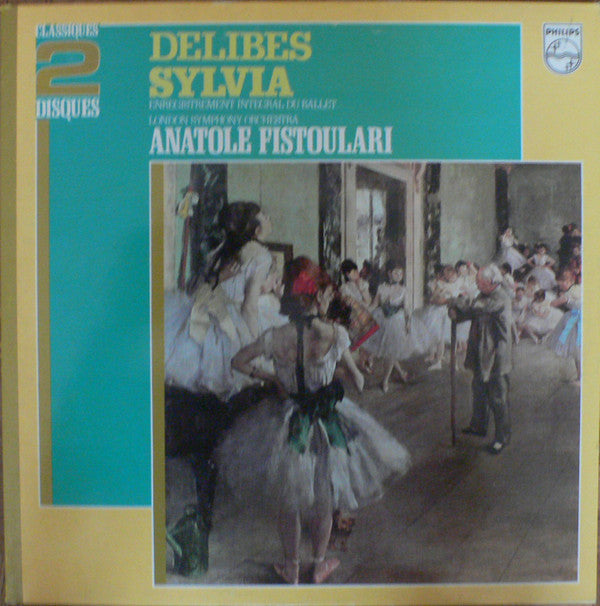 CLASSIQUES
2
DISQUES
DELIBES
SYLVIA
ENREGISTREMENT INTEGRAL DU BALLET
LONDON SYMPHONY ORCHESTRA
ANATOLE FISTOULARI
PHILIPS